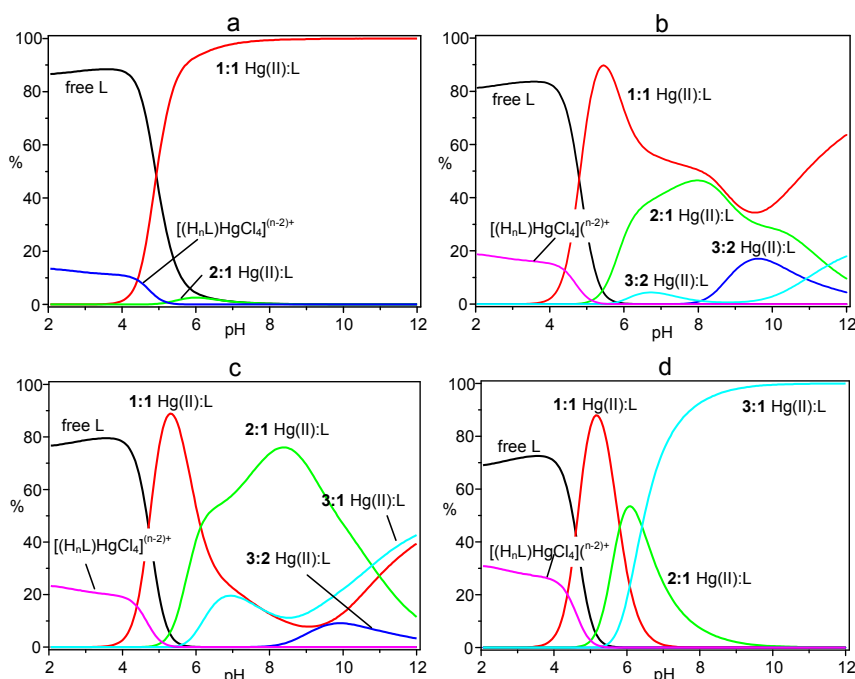 a
100
80
60
%
40
20
0
free L
1:1 Hg(II):L
[(HnL)HgCl4](n-2)+
2:1 Hg(II):L
2 4 6 8 10 12
pH
b
100
80
60
%
40
20
0
free L
1:1 Hg(II):L
[(HnL)HgCl4](n-2)+
2:1 Hg(II):L
3:2 Hg(II):L
3:2 Hg(II):L
2 4 6 8 10 12
pH
c
100
80
60
%
40
20
0
free L
1:1 Hg(II):L
2:1 Hg(II):L
3:1 Hg(II):L
[(HnL)HgCl4](n-2)+
3:2 Hg(II):L
2 4 6 8 10 12
pH
d
100
80
60
%
40
20
0
free L
1:1 Hg(II):L
3:1 Hg(II):L
[(HnL)HgCl4](n-2)+
2:1 Hg(II):L
2 4 6 8 10 12
pH